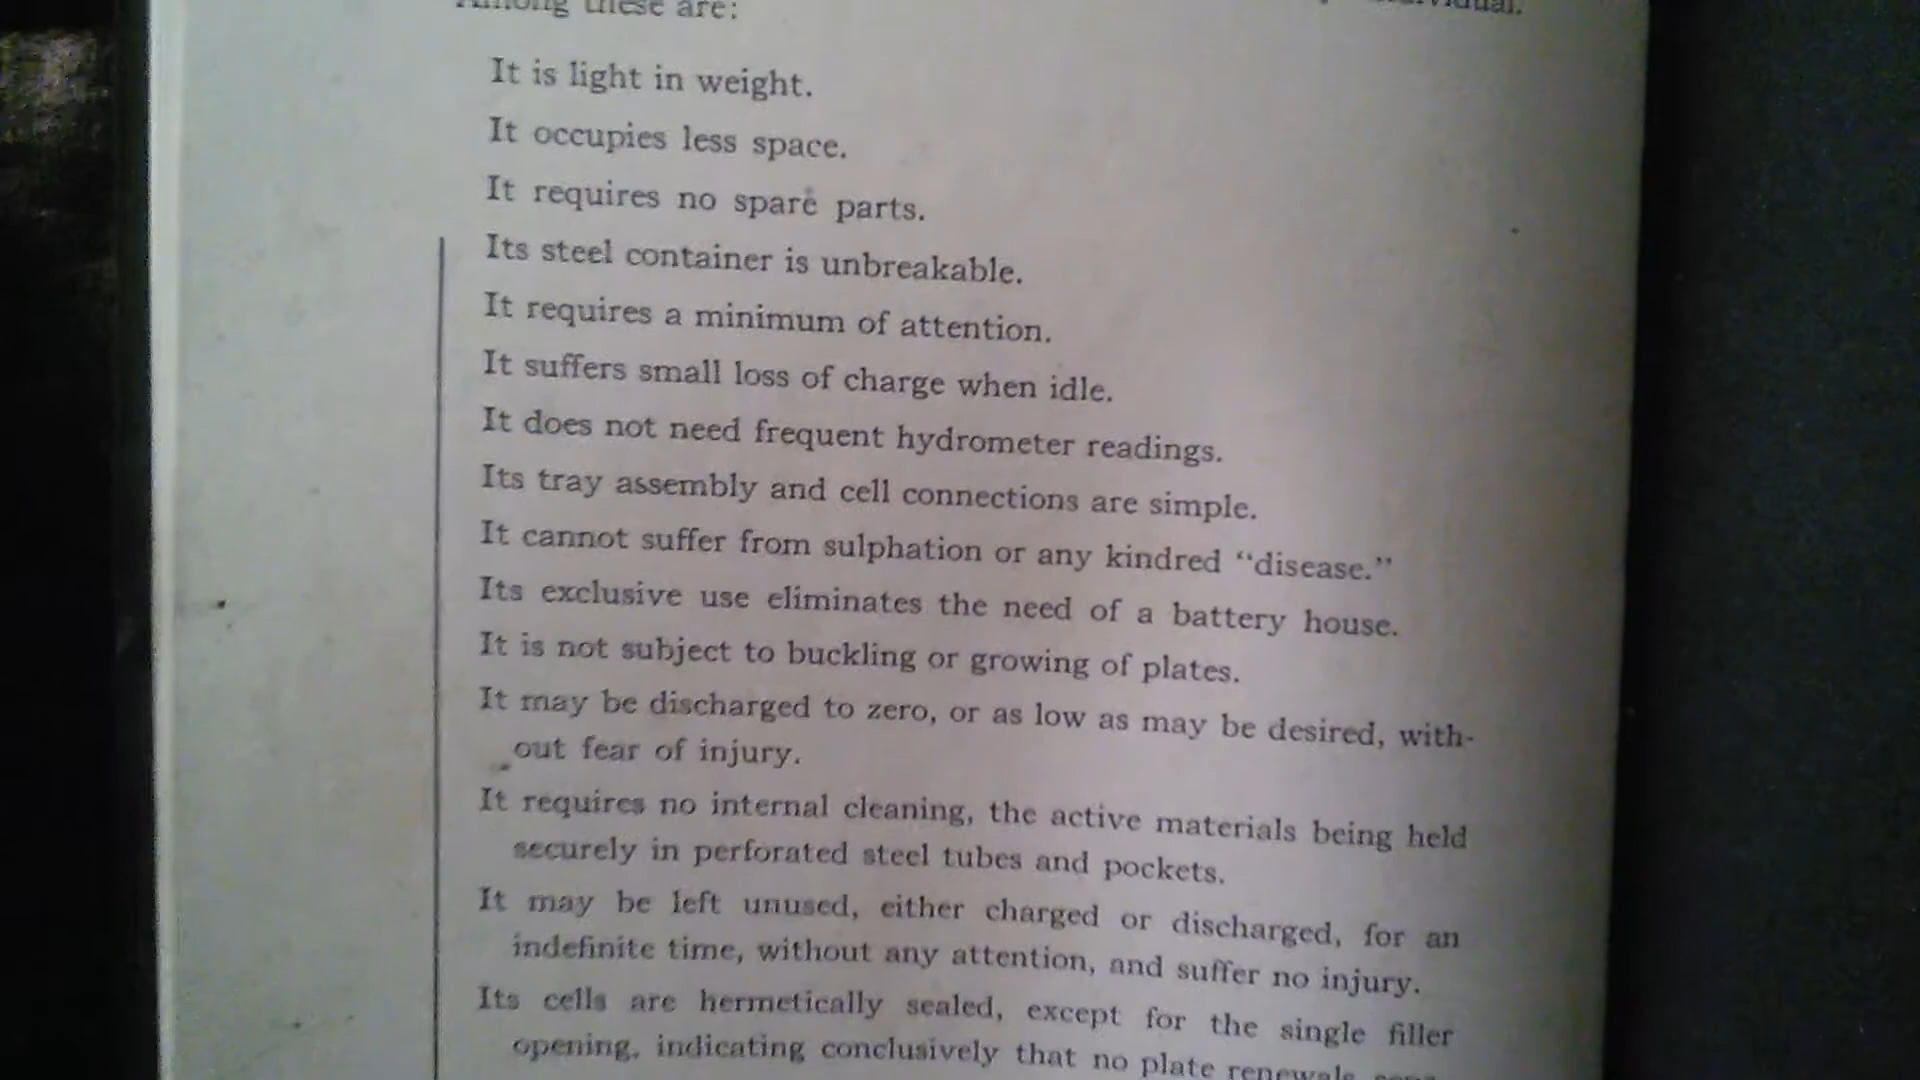 Among these are:
It is light in weight.
It occupies less space.
It requires no spare parts.
Its steel container is unbreakable.
It requires a minimum of attention.
It suffers small loss of charge when idle.
It does not need frequent hydrometer readings.
Its tray assembly and cell connections are simple.
It cannot suffer from sulphation or any kindred “disease.”
Its exclusive use eliminates the need of a battery house.
It is not subject to buckling or growing of plates.
It may be discharged to zero, or as low as may be desired, with-
out fear of injury.
It requires no internal cleaning, the active materials being held
securely in perforated steel tubes and pockets.
It may be left unused, either charged or discharged, for an
indefinite time, without any attention, and suffer no injury.
Its cells are hermetically sealed, except for the single filler
opening, indicating conclusively that no plate renewals